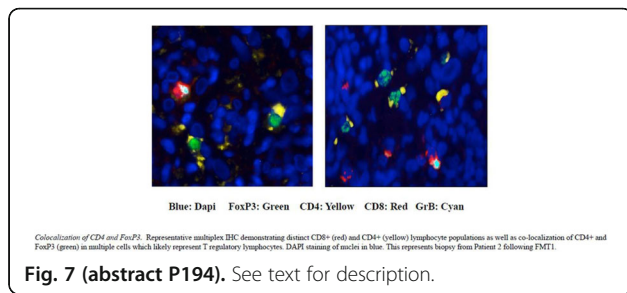 Blue: Dapi FoxP3: Green CD4: Yellow CD8: Red GrB: Cyan
Colocalization of CD4 and FoxP3. Representative multiplex IHC demonstrating distinct CD8+ (red) and CD4+ (yellow) lymphocyte populations as well as co-localization of CD4+ and
FoxP3 (green) in multiple cells which likely represent T regulatory lymphocytes. DAPI staining of nuclei in blue. This represents biopsy from Patient 2 following FMT1.
Fig. 7 (abstract P194). See text for description.